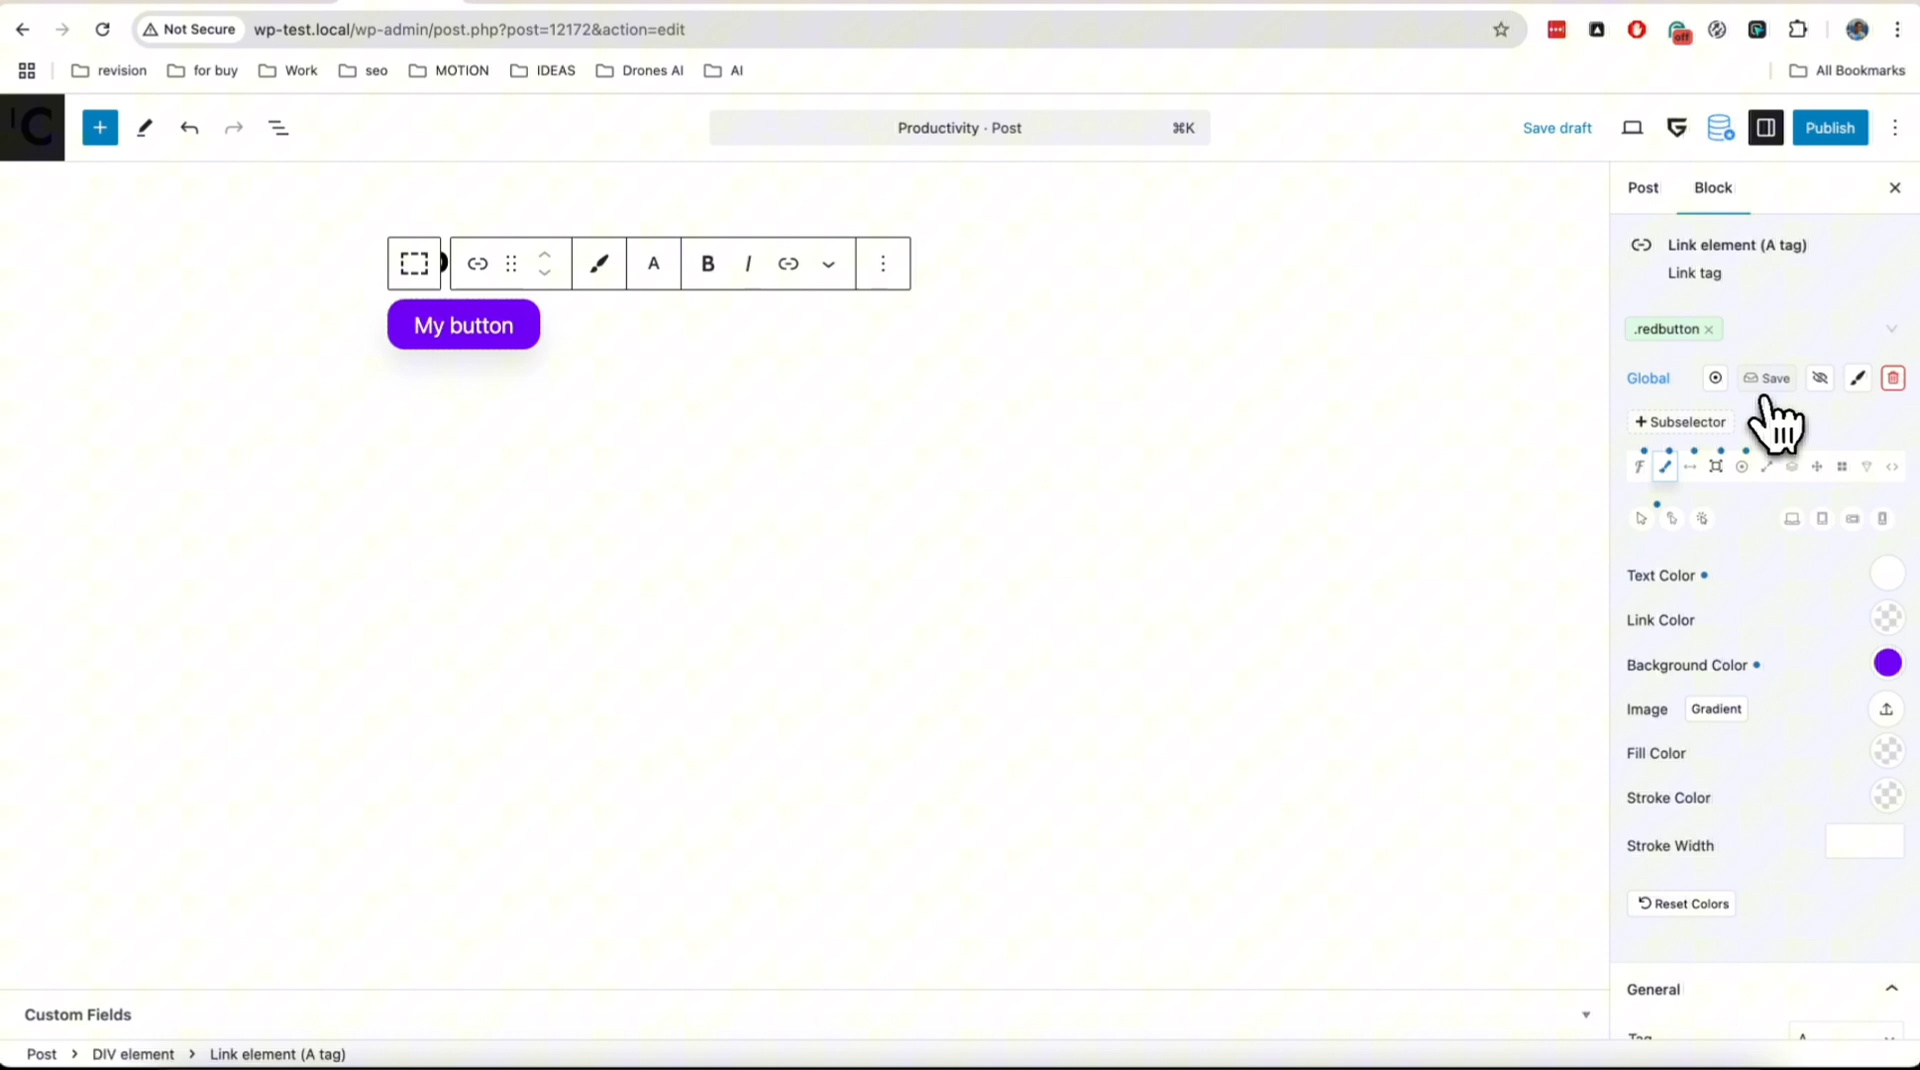 Not Secure
wp-test.local/wp-admin/post.php?post=12172&action=edit
off
revision
for buy
Work
seo
MOTION
IDEAS
Drones AI
AI
All Bookmarks
C
Productivity · Post
⌘K
Save draft
Publish
Post
Block
A
B
I
My button
Link element (A tag)
Link tag
.redbutton
Global
Save
+ Subselector
Text Color
Link Color
Background Color
Image
Gradient
Fill Color
Stroke Color
Stroke Width
Reset Colors
General
Tag
A
Custom Fields
Post > DIV element > Link element (A tag)